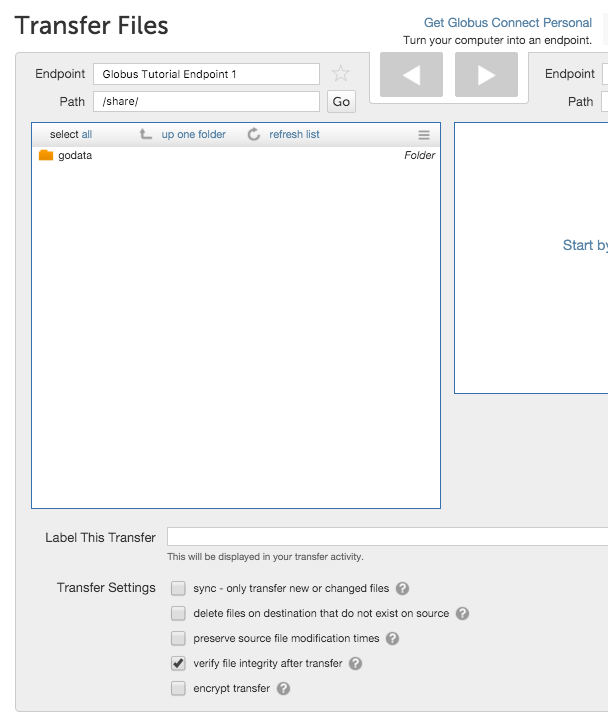 Transfer Files
Get Globus Connect Personal
Turn your computer into an endpoint.
Endpoint Globus Tutorial Endpoint 1
Endpoint
Path /share/ Go
Path
select all up one folder refresh list
godata Folder
Start by
Label This Transfer
This will be displayed in your transfer activity.
Transfer Settings
sync - only transfer new or changed files ?
delete files on destination that do not exist on source ?
preserve source file modification times ?
verify file integrity after transfer ?
encrypt transfer ?